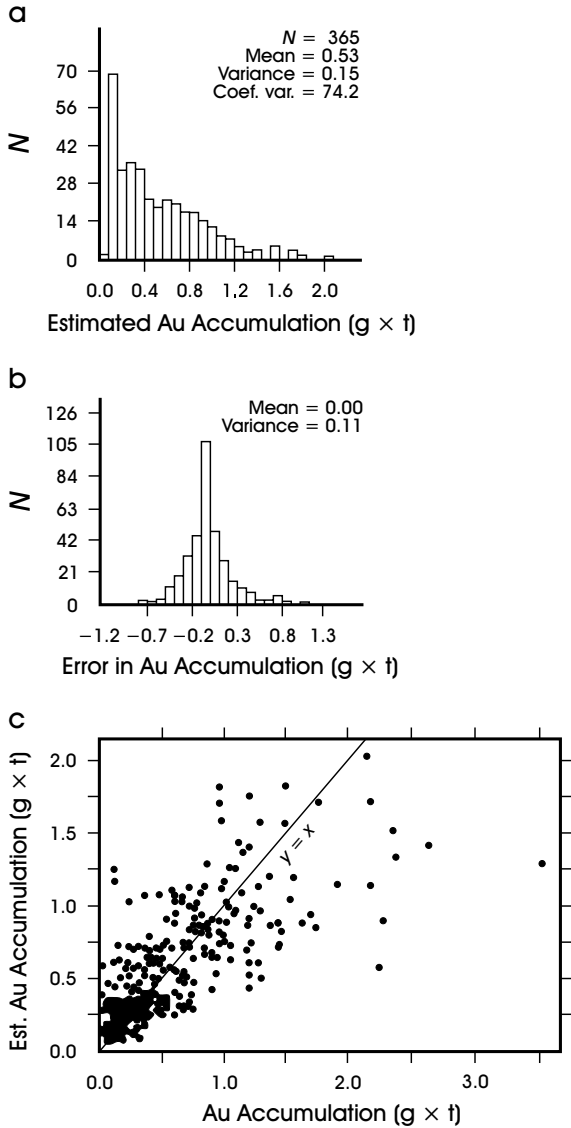 a
N = 365
Mean = 0.53
Variance = 0.15
Coef. var. = 74.2
70
56
42
28
14
0
N
0.0 0.4 0.8 1.2 1.6 2.0
Estimated Au Accumulation (g × t)
b
Mean = 0.00
Variance = 0.11
126
105
84
63
42
21
0
N
−1.2 −0.7 −0.2 0.3 0.8 1.3
Error in Au Accumulation (g × t)
c
2.0
1.5
1.0
0.5
0.0
Est. Au Accumulation (g × t)
y = x
0.0 1.0 2.0 3.0
Au Accumulation (g × t)